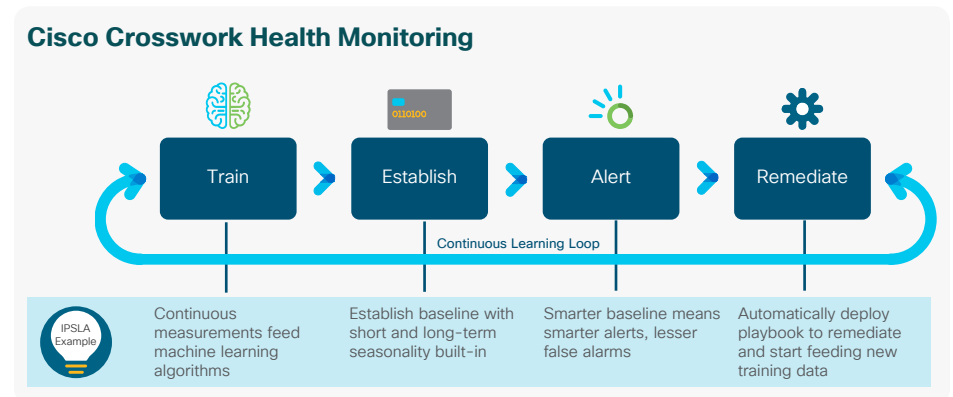 Cisco Crosswork Health Monitoring
0110100
Train
Establish
Alert
Remediate
Continuous Learning Loop
IPSLA
Example
Continuous
measurements feed
machine learning
algorithms
Establish baseline with
short and long-term
seasonality built-in
Smarter baseline means
smarter alerts, lesser
false alarms
Automatically deploy
playbook to remediate
and start feeding new
training data